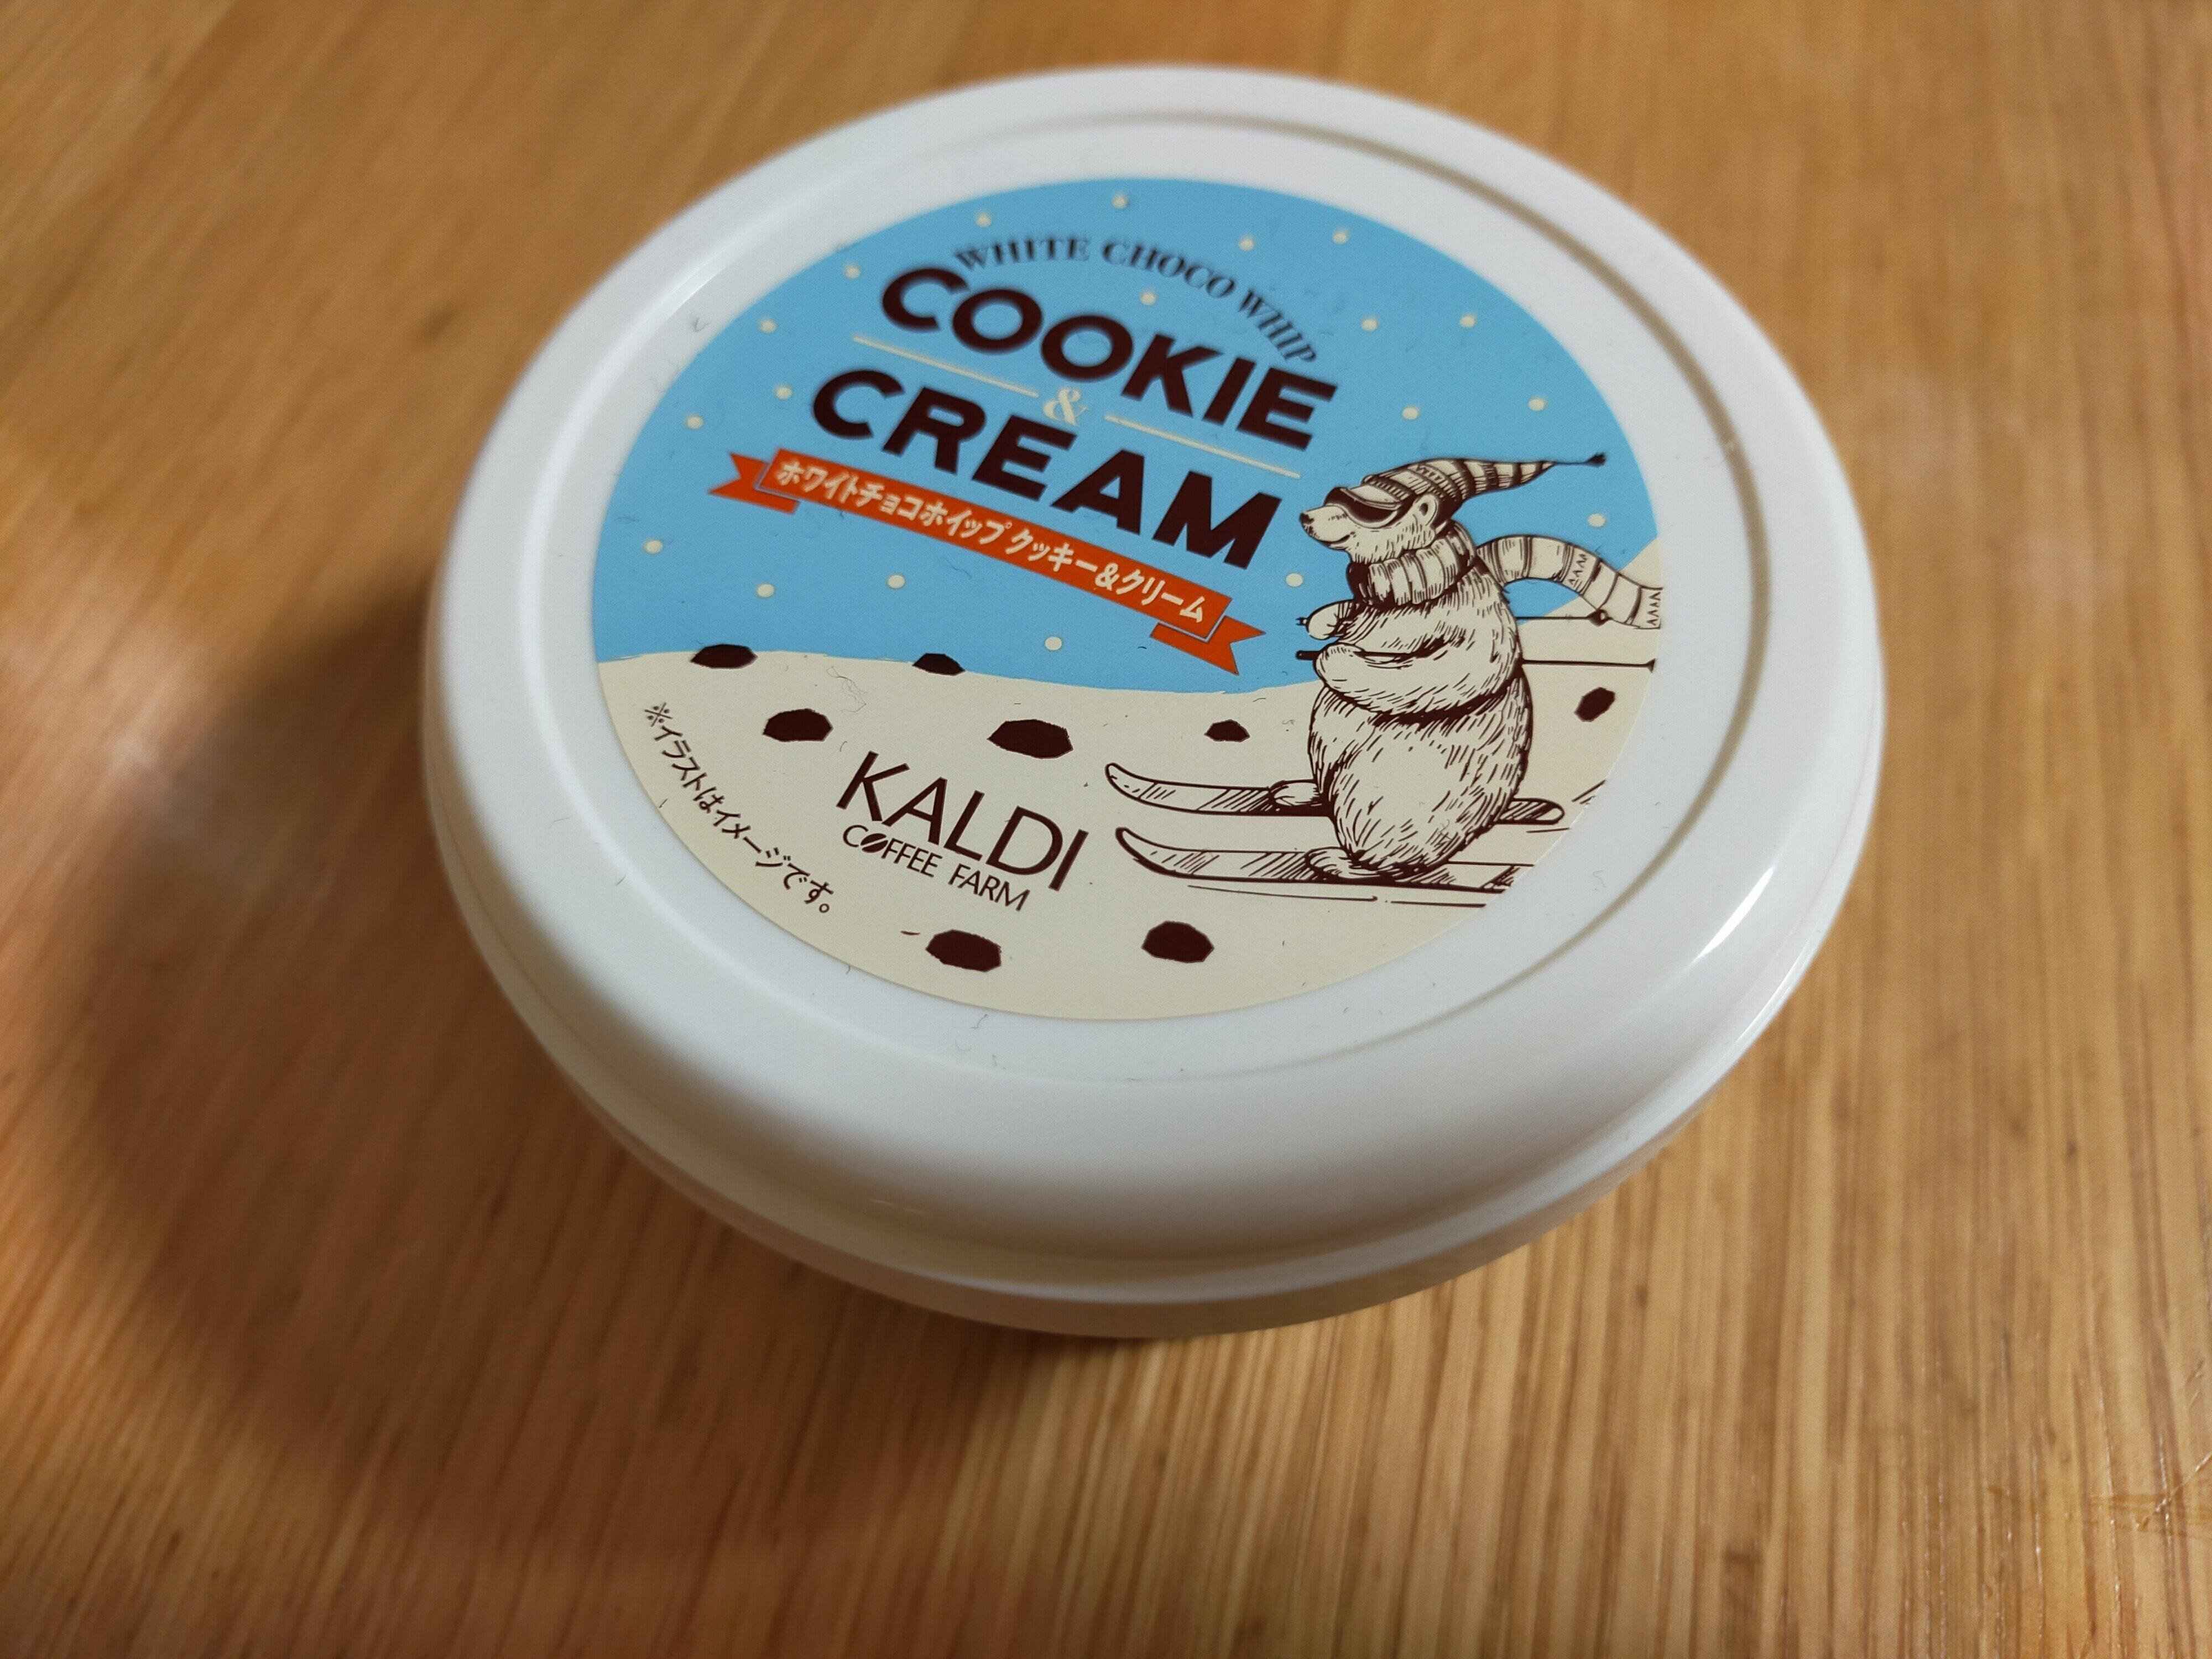 WHITE CHOCO WHIP
COOKIE
&
CREAM
ホワイトチョコホイップ クッキー&クリーム
KALDI
COFFEE FARM
※イラストはイメージです。